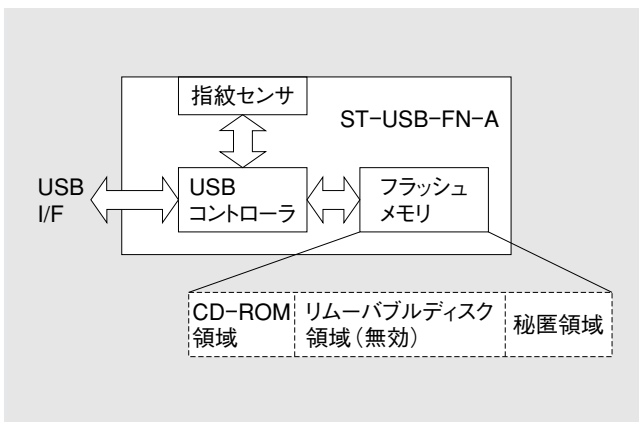 指紋センサ
ST-USB-FN-A
USB
I/F
USB
コントローラ
フラッシュ
メモリ
CD-ROM
領域
リムーバブルディスク
領域(無効)
秘匿領域